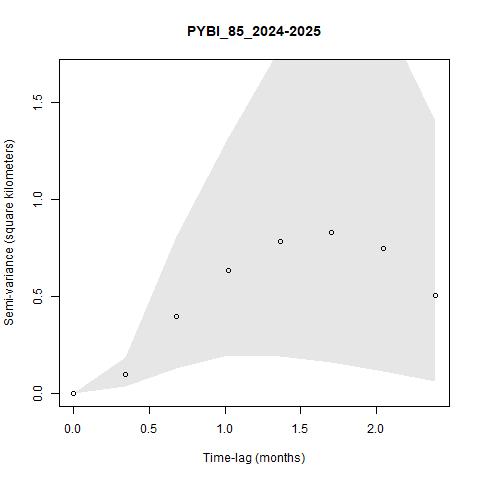 PYBI_85_2024-2025
Semi-variance (square kilometers)
1.5
1.0
0.5
0.0
0.0 0.5 1.0 1.5 2.0
Time-lag (months)